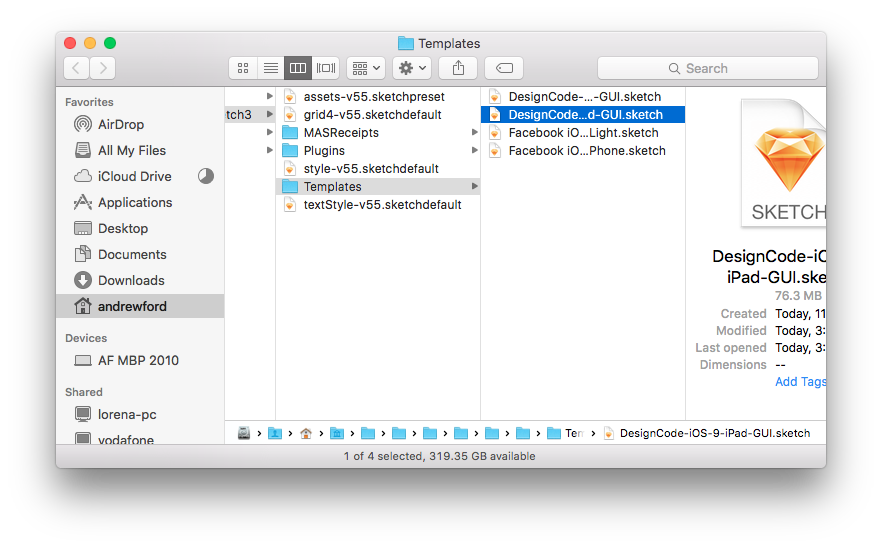 Templates
Search
Favorites
AirDrop
All My Files
iCloud Drive
Applications
Desktop
Documents
Downloads
andrewford
Devices
AF MBP 2010
Shared
lorena-pc
vodafone
tch3
assets-v55.sketchpreset
grid4-v55.sketchdefault
MASReceipts
Plugins
style-v55.sketchdefault
Templates
textStyle-v55.sketchdefault
DesignCode-...-GUI.sketch
DesignCode...d-GUI.sketch
Facebook iO...Light.sketch
Facebook iO...Phone.sketch
SKETCH
DesignCode-iO
iPad-GUI.ske
76.3 MB
Created Today, 11
Modified Today, 3:
Last opened Today, 3:
Dimensions --
Add Tags
Tem DesignCode-iOS-9-iPad-GUI.sketch
1 of 4 selected, 319.35 GB available